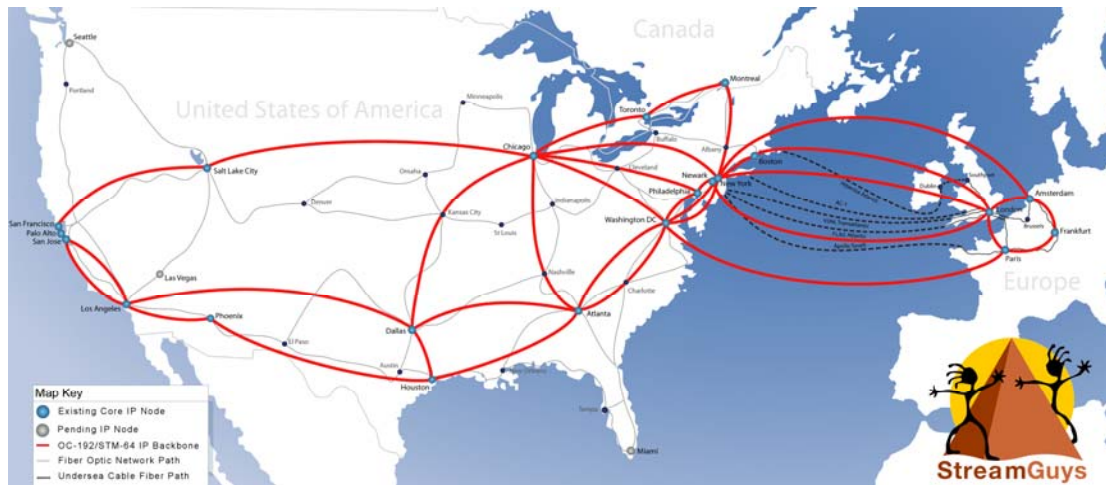 Canada
United States of America
Europe
Seattle
Portland
Minneapolis
Montreal
Toronto
Buffalo
Albany
Boston
Chicago
Cleveland
Newark
New York
Philadelphia
Washington DC
Salt Lake City
Omaha
Denver
Kansas City
St Louis
Indianapolis
Nashville
Charlotte
San Francisco
Palo Alto
San Jose
Las Vegas
Los Angeles
Phoenix
El Paso
Dallas
Austin
Houston
Atlanta
Tampa
Miami
Dublin
Southport
London
Amsterdam
Brussels
Frankfurt
Paris
AC-1
Map Key
Existing Core IP Node
Pending IP Node
OC-192/STM-64 IP Backbone
Fiber Optic Network Path
Undersea Cable Fiber Path
StreamGuys